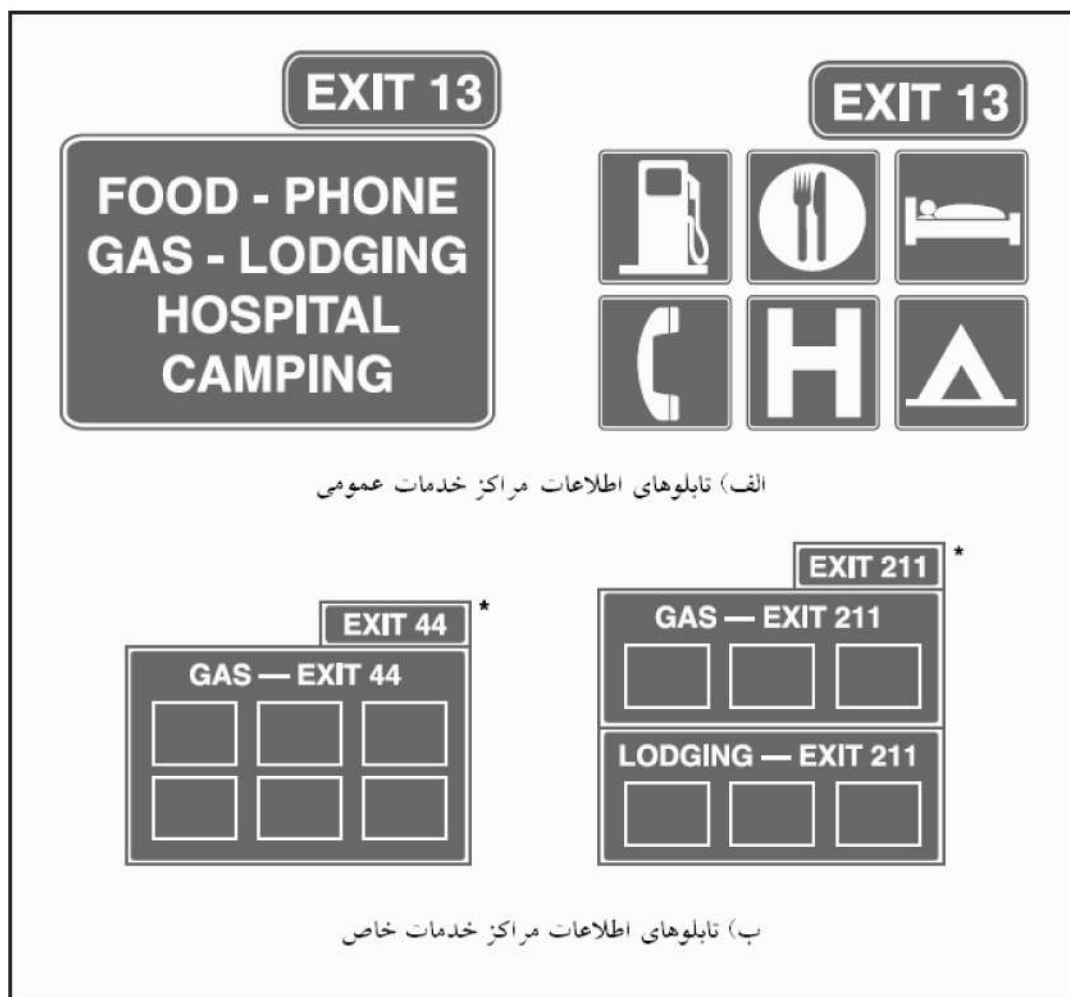 EXIT 13
FOOD - PHONE
GAS - LODGING
HOSPITAL
CAMPING
EXIT 13
H
الف) تابلوهای اطلاعات مراکز خدمات عمومی
EXIT 44 *
GAS — EXIT 44
EXIT 211 *
GAS — EXIT 211
LODGING — EXIT 211
ب) تابلوهای اطلاعات مراکز خدمات خاص